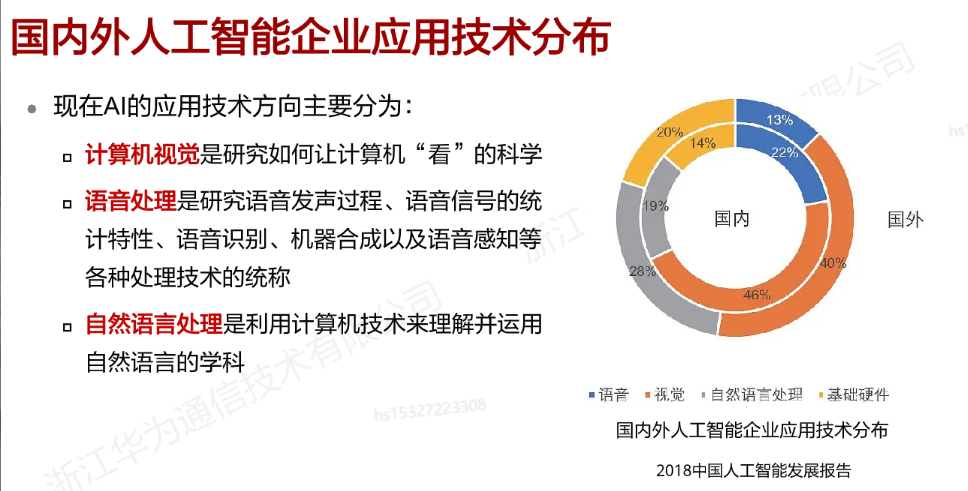 国内外人工智能企业应用技术分布
现在AI的应用技术方向主要分为：
计算机视觉是研究如何让计算机“看”的科学
语音处理是研究语音发声过程、语音信号的统
计特性、语音识别、机器合成以及语音感知等
各种处理技术的统称
自然语言处理是利用计算机技术来理解并运用
自然语言的学科
13%
20%
14%
22%
19%
国内
国外
28%
40%
46%
语音 视觉 自然语言处理 基础硬件
国内外人工智能企业应用技术分布
2018中国人工智能发展报告
浙江华为通信技术有限公司
hs15327223308
有限公司
浙江
hs1